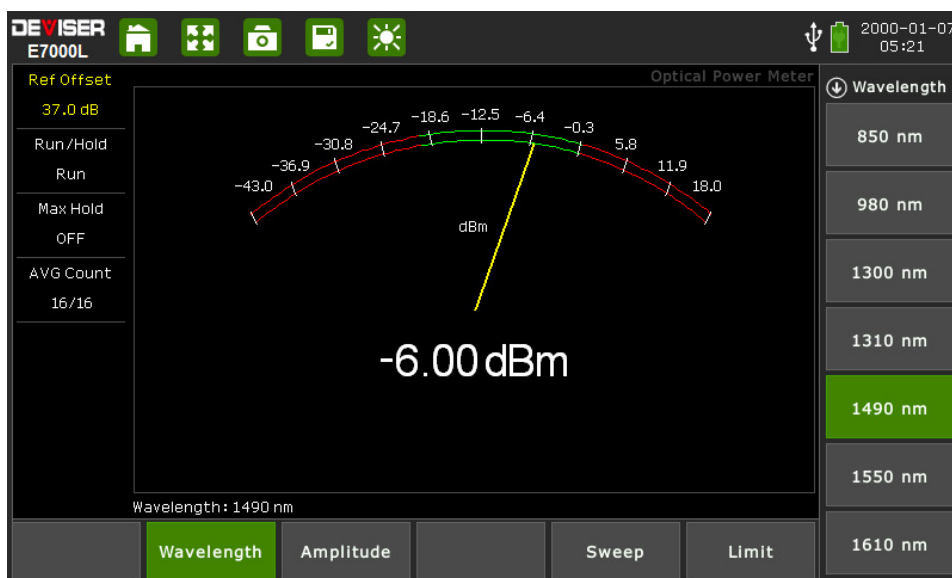 DEVISER
E7000L
2000-01-07
05:21
Ref Offset
37.0 dB
Run/Hold
Run
Max Hold
OFF
AVG Count
16/16
Optical Power Meter
-43.0
-36.9
-30.8
-24.7
-18.6
-12.5
-6.4
-0.3
5.8
11.9
18.0
dBm
-6.00 dBm
Wavelength: 1490 nm
Wavelength
850 nm
980 nm
1300 nm
1310 nm
1490 nm
1550 nm
1610 nm
Wavelength
Amplitude
Sweep
Limit